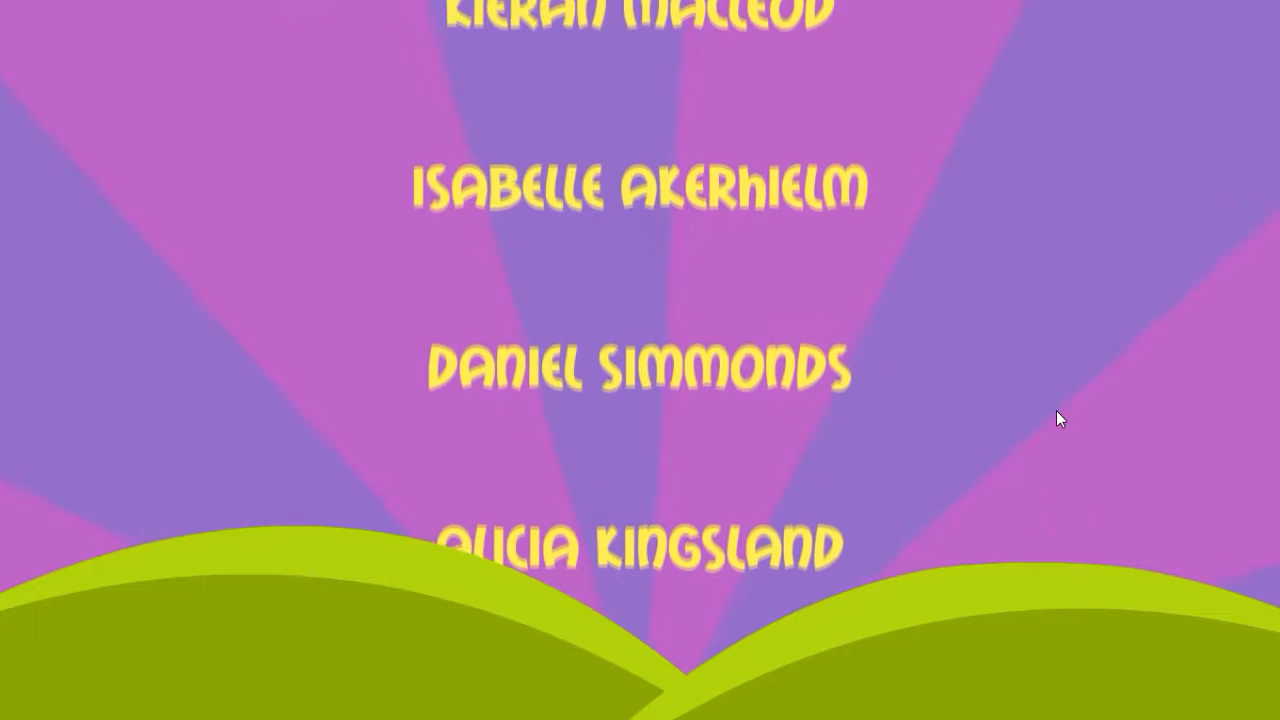 KIERAN MACLEOD
ISABELLE AKERHIELM
DANIEL SIMMONDS
ALICIA KINGSLAND